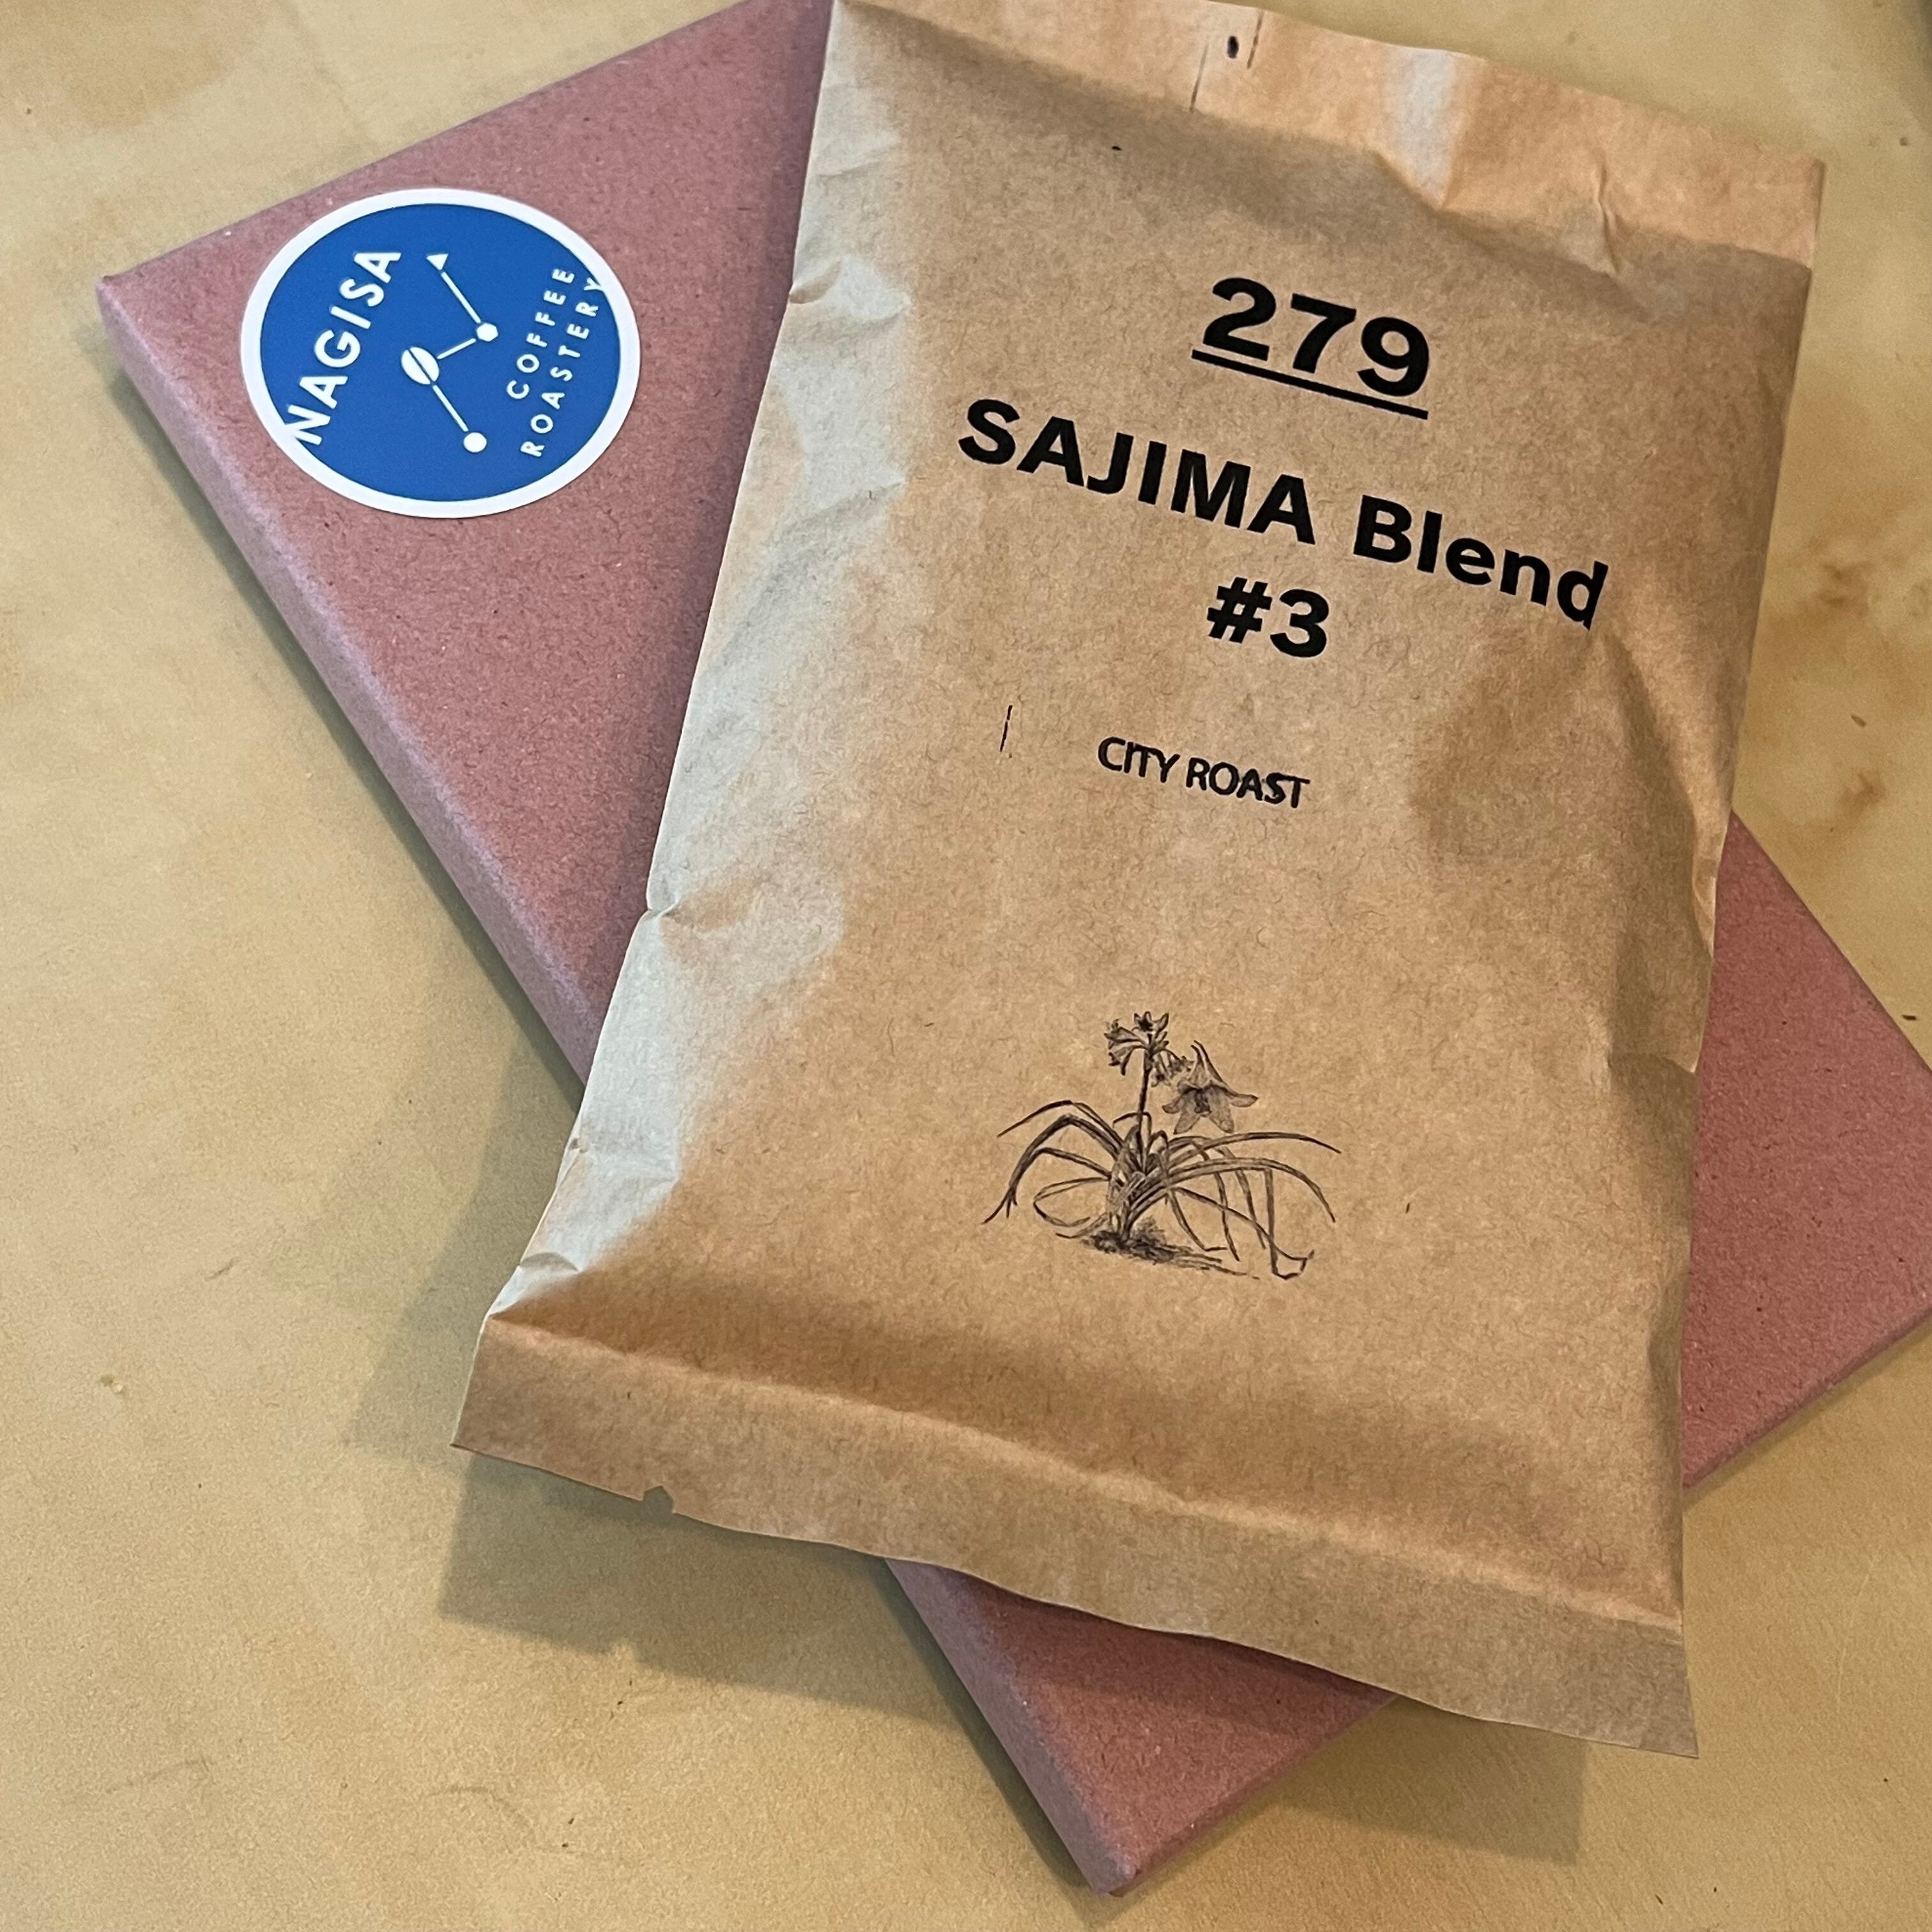 NAGISA
COFFEE
ROASTERY
279
SAJIMA Blend
#3
CITY ROAST